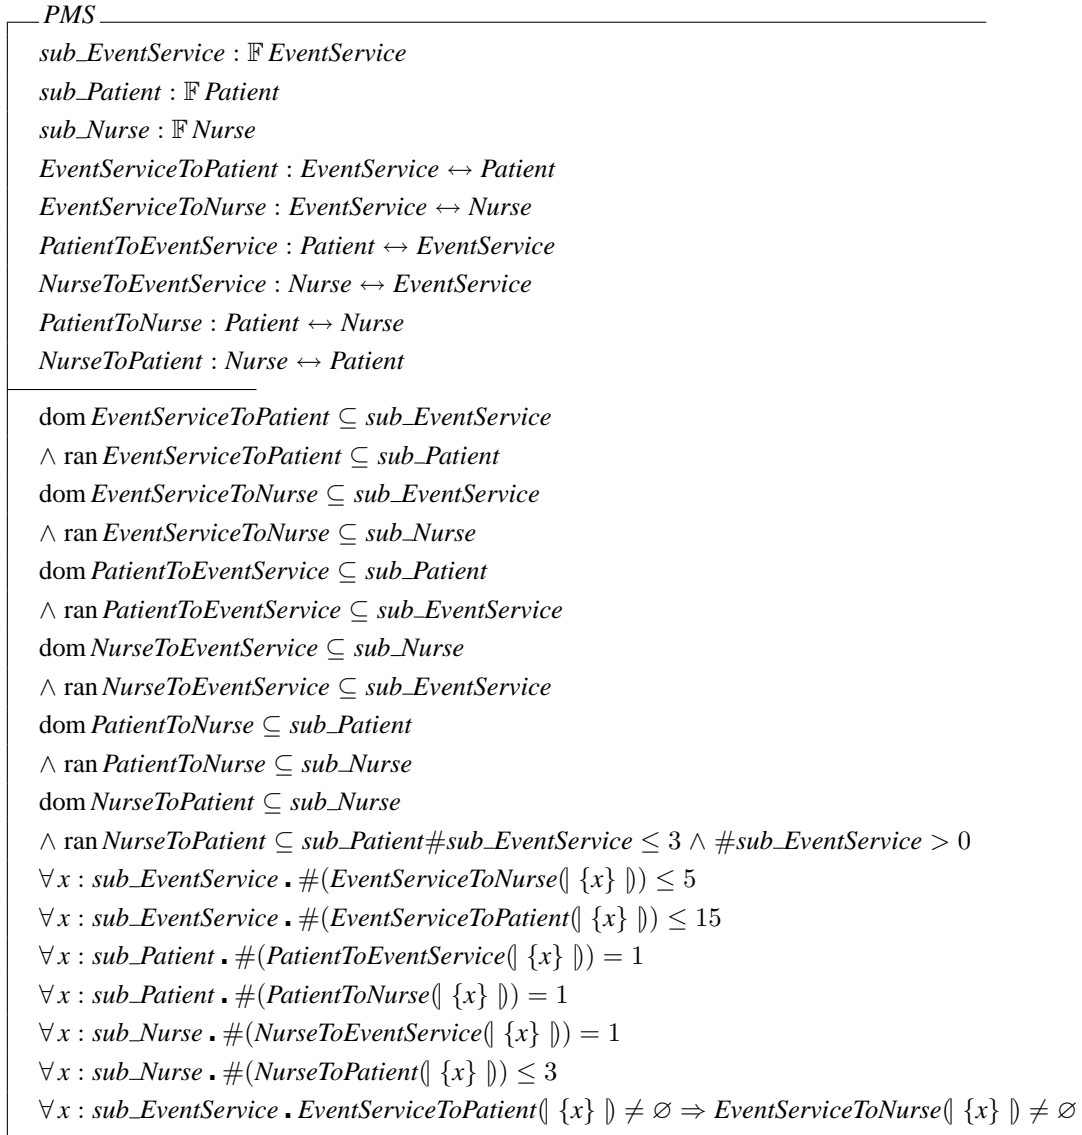 PMS
sub_EventService : 𝔽 EventService
sub_Patient : 𝔽 Patient
sub_Nurse : 𝔽 Nurse
EventServiceToPatient : EventService ↔ Patient
EventServiceToNurse : EventService ↔ Nurse
PatientToEventService : Patient ↔ EventService
NurseToEventService : Nurse ↔ EventService
PatientToNurse : Patient ↔ Nurse
NurseToPatient : Nurse ↔ Patient
dom EventServiceToPatient ⊆ sub_EventService
∧ ran EventServiceToPatient ⊆ sub_Patient
dom EventServiceToNurse ⊆ sub_EventService
∧ ran EventServiceToNurse ⊆ sub_Nurse
dom PatientToEventService ⊆ sub_Patient
∧ ran PatientToEventService ⊆ sub_EventService
dom NurseToEventService ⊆ sub_Nurse
∧ ran NurseToEventService ⊆ sub_EventService
dom PatientToNurse ⊆ sub_Patient
∧ ran PatientToNurse ⊆ sub_Nurse
dom NurseToPatient ⊆ sub_Nurse
∧ ran NurseToPatient ⊆ sub_Patient#sub_EventService ≤ 3 ∧ #sub_EventService > 0
∀ x : sub_EventService . #(EventServiceToNurse⦇ {x} ⦈) ≤ 5
∀ x : sub_EventService . #(EventServiceToPatient⦇ {x} ⦈) ≤ 15
∀ x : sub_Patient . #(PatientToEventService⦇ {x} ⦈) = 1
∀ x : sub_Patient . #(PatientToNurse⦇ {x} ⦈) = 1
∀ x : sub_Nurse . #(NurseToEventService⦇ {x} ⦈) = 1
∀ x : sub_Nurse . #(NurseToPatient⦇ {x} ⦈) ≤ 3
∀ x : sub_EventService . EventServiceToPatient⦇ {x} ⦈ ≠ ∅ ⇒ EventServiceToNurse⦇ {x} ⦈ ≠ ∅